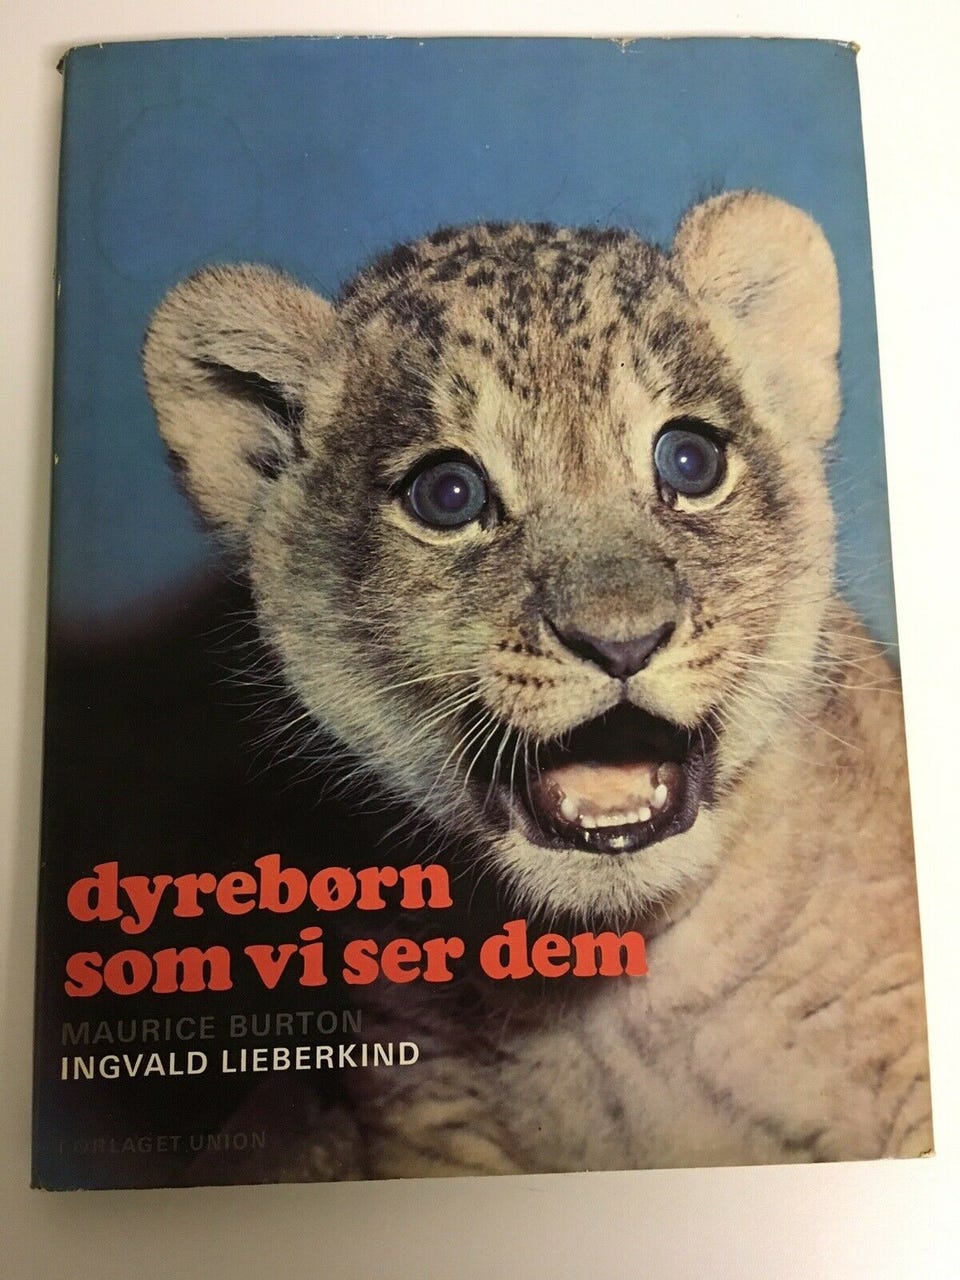 dyrebørn
som vi ser dem
MAURICE BURTON
INGVALD LIEBERKIND
FORLAGET UNION